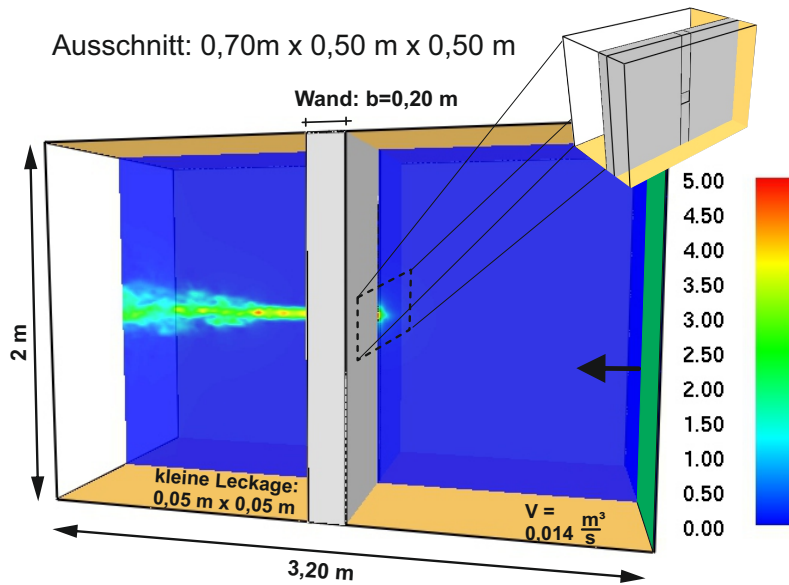 Ausschnitt: 0,70m x 0,50 m x 0,50 m
Wand: b=0,20 m
2 m
kleine Leckage:
0,05 m x 0,05 m
V =
0.014 m³
s
3,20 m
5.00
4.50
4.00
3.50
3.00
2.50
2.00
1.50
1.00
0.50
0.00